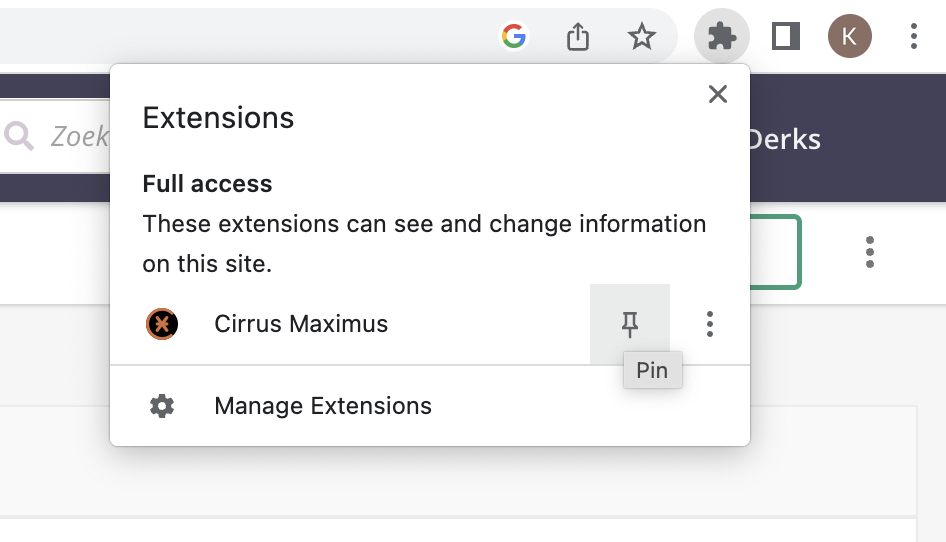 K
Extensions
Zoek
Derks
Full access
These extensions can see and change information
on this site.
Cirrus Maximus
Pin
Manage Extensions